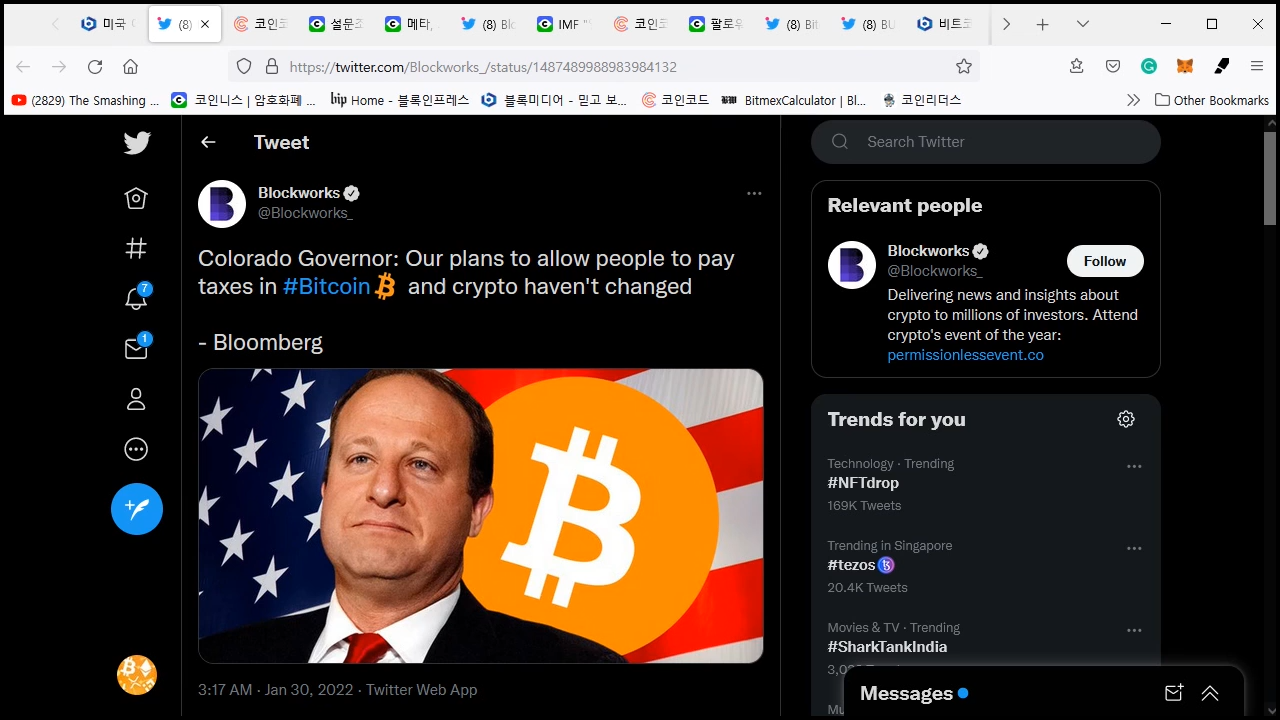 미국
(8)
코인코
설문조
메타,
(8) Blo
IMF "
코인코
팔로우
(8) Bit
(8) BU
비트코
https://twitter.com/Blockworks_/status/1487489988983984132
(2829) The Smashing ...
코인니스 | 암호화폐 ...
bip Home - 블록인프레스
블록미디어 - 믿고 보...
코인코드
BitmexCalculator | Bl...
코인리더스
Other Bookmarks
Tweet
Search Twitter
Blockworks
@Blockworks_
Colorado Governor: Our plans to allow people to pay
taxes in #Bitcoin and crypto haven't changed
- Bloomberg
3:17 AM · Jan 30, 2022 · Twitter Web App
7
1
Relevant people
Blockworks
@Blockworks_
Follow
Delivering news and insights about
crypto to millions of investors. Attend
crypto's event of the year:
permissionlessevent.co
Trends for you
Technology · Trending
#NFTdrop
169K Tweets
Trending in Singapore
#tezos
20.4K Tweets
Movies & TV · Trending
#SharkTankIndia
Messages